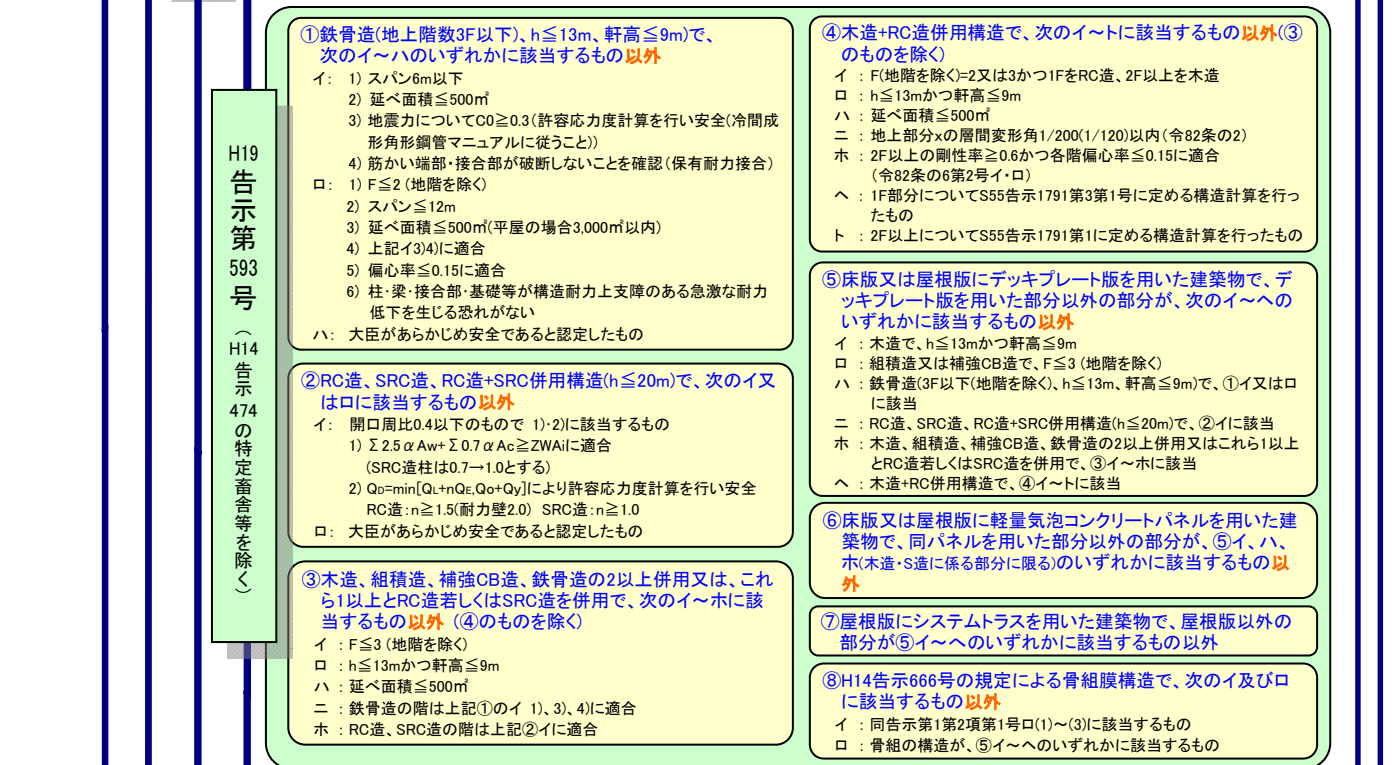 H19
告
示
第
593
号
（
H14
告
示
474
の
特
定
畜
舎
等
を
除
く
）
①鉄骨造(地上階数3F以下)、h≦13m、軒高≦9m)で、
次のイ～ハのいずれかに該当するもの以外
イ： 1) スパン6m以下
2) 延べ面積≦500㎡
3) 地震力についてC0≧0.3(許容応力度計算を行い安全(冷間成
形角形鋼管マニュアルに従うこと))
4) 筋かい端部・接合部が破断しないことを確認(保有耐力接合)
ロ： 1) F≦2 (地階を除く)
2) スパン≦12m
3) 延べ面積≦500㎡(平屋の場合3,000㎡以内)
4) 上記イ3)4)に適合
5) 偏心率≦0.15に適合
6) 柱・梁・接合部・基礎等が構造耐力上支障のある急激な耐力
低下を生じる恐れがない
ハ： 大臣があらかじめ安全であると認定したもの
②RC造、SRC造、RC造+SRC併用構造(h≦20m)で、次のイ又
はロに該当するもの以外
イ： 開口周比0.4以下のもので 1)・2)に該当するもの
1) Σ2.5αAw+Σ0.7αAc≧ZWAiに適合
(SRC造柱は0.7→1.0とする)
2) QD=min[QL+nQE,Qo+Qy]により許容応力度計算を行い安全
RC造：n≧1.5(耐力壁2.0) SRC造：n≧1.0
ロ： 大臣があらかじめ安全であると認定したもの
③木造、組積造、補強CB造、鉄骨造の2以上併用又は、これ
ら1以上とRC造若しくはSRC造を併用で、次のイ～ホに該
当するもの以外 (④のものを除く)
イ ：F≦3 (地階を除く)
ロ ：h≦13mかつ軒高≦9m
ハ ：延べ面積≦500㎡
ニ ：鉄骨造の階は上記①のイ 1)、3)、4)に適合
ホ ：RC造、SRC造の階は上記②イに適合
④木造+RC造併用構造で、次のイ～トに該当するもの以外(③
のものを除く)
イ ：F(地階を除く)=2又は3かつ1FをRC造、2F以上を木造
ロ ：h≦13mかつ軒高≦9m
ハ ：延べ面積≦500㎡
ニ ：地上部分xの層間変形角1/200(1/120)以内(令82条の2)
ホ ：2F以上の剛性率≧0.6かつ各階偏心率≦0.15に適合
(令82条の6第2号イ・ロ)
ヘ ：1F部分についてS55告示1791第3第1号に定める構造計算を行っ
たもの
ト ：2F以上についてS55告示1791第1に定める構造計算を行ったもの
⑤床版又は屋根版にデッキプレート版を用いた建築物で、デ
ッキプレート版を用いた部分以外の部分が、次のイ～ヘの
いずれかに該当するもの以外
イ ：木造で、h≦13mかつ軒高≦9m
ロ ：組積造又は補強CB造で、F≦3 (地階を除く)
ハ ：鉄骨造(3F以下(地階を除く)、h≦13m、軒高≦9m)で、①イ又はロ
に該当
ニ ：RC造、SRC造、RC造+SRC併用構造(h≦20m)で、②イに該当
ホ ：木造、組積造、補強CB造、鉄骨造の2以上併用又はこれら1以上
とRC造若しくはSRC造を併用で、③イ～ホに該当
ヘ ：木造+RC併用構造で、④イ～トに該当
⑥床版又は屋根版に軽量気泡コンクリートパネルを用いた建
築物で、同パネルを用いた部分以外の部分が、⑤イ、ハ、
ホ(木造・S造に係る部分に限る)のいずれかに該当するもの以
外
⑦屋根版にシステムトラスを用いた建築物で、屋根版以外の
部分が⑤イ～ヘのいずれかに該当するもの以外
⑧H14告示666号の規定による骨組膜構造で、次のイ及びロ
に該当するもの以外
イ ：同告示第1第2項第1号ロ(1)～(3)に該当するもの
ロ ：骨組の構造が、⑤イ～ヘのいずれかに該当するもの